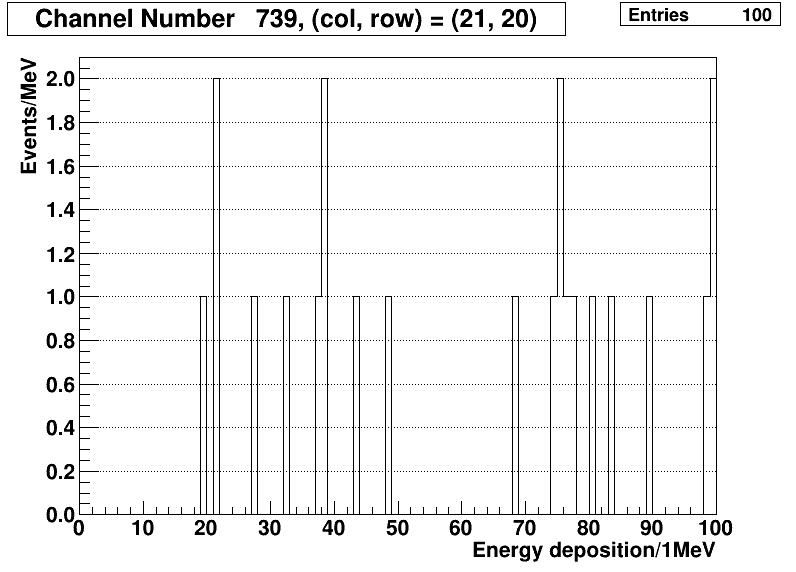 Channel Number 739, (col, row) = (21, 20)
Entries 100
Events/MeV
2.0
1.8
1.6
1.4
1.2
1.0
0.8
0.6
0.4
0.2
0.0
0 10 20 30 40 50 60 70 80 90 100
Energy deposition/1MeV